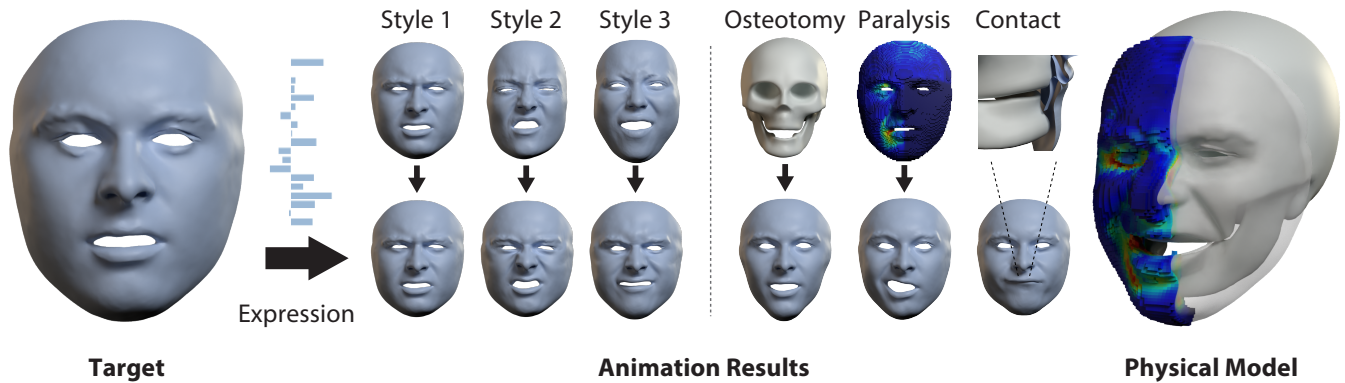 Style 1 Style 2 Style 3 Osteotomy Paralysis Contact
Expression
Target Animation Results Physical Model